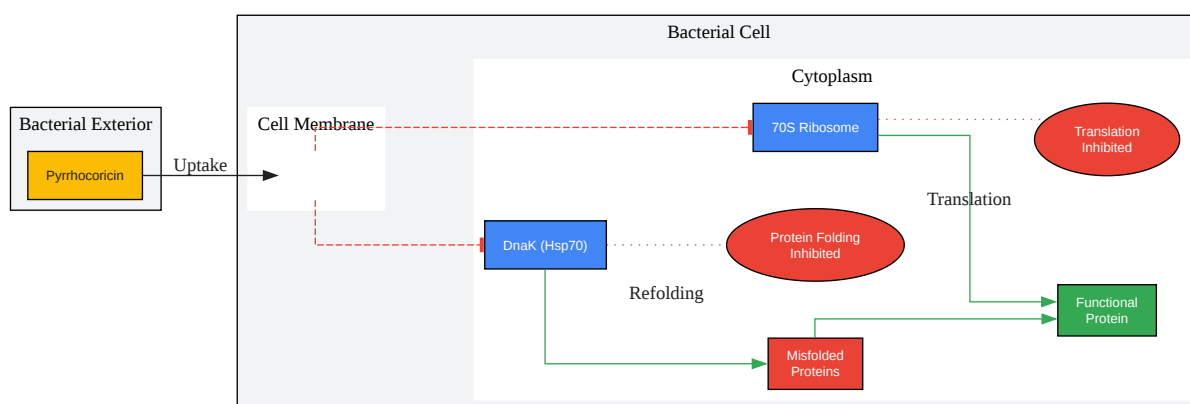 Bacterial Cell
Cytoplasm
Bacterial Exterior
Pyrrhocoricin
Uptake
Cell Membrane
70S Ribosome
Translation
Inhibited
Translation
DnaK (Hsp70)
Protein Folding
Inhibited
Refolding
Functional
Protein
Misfolded
Proteins